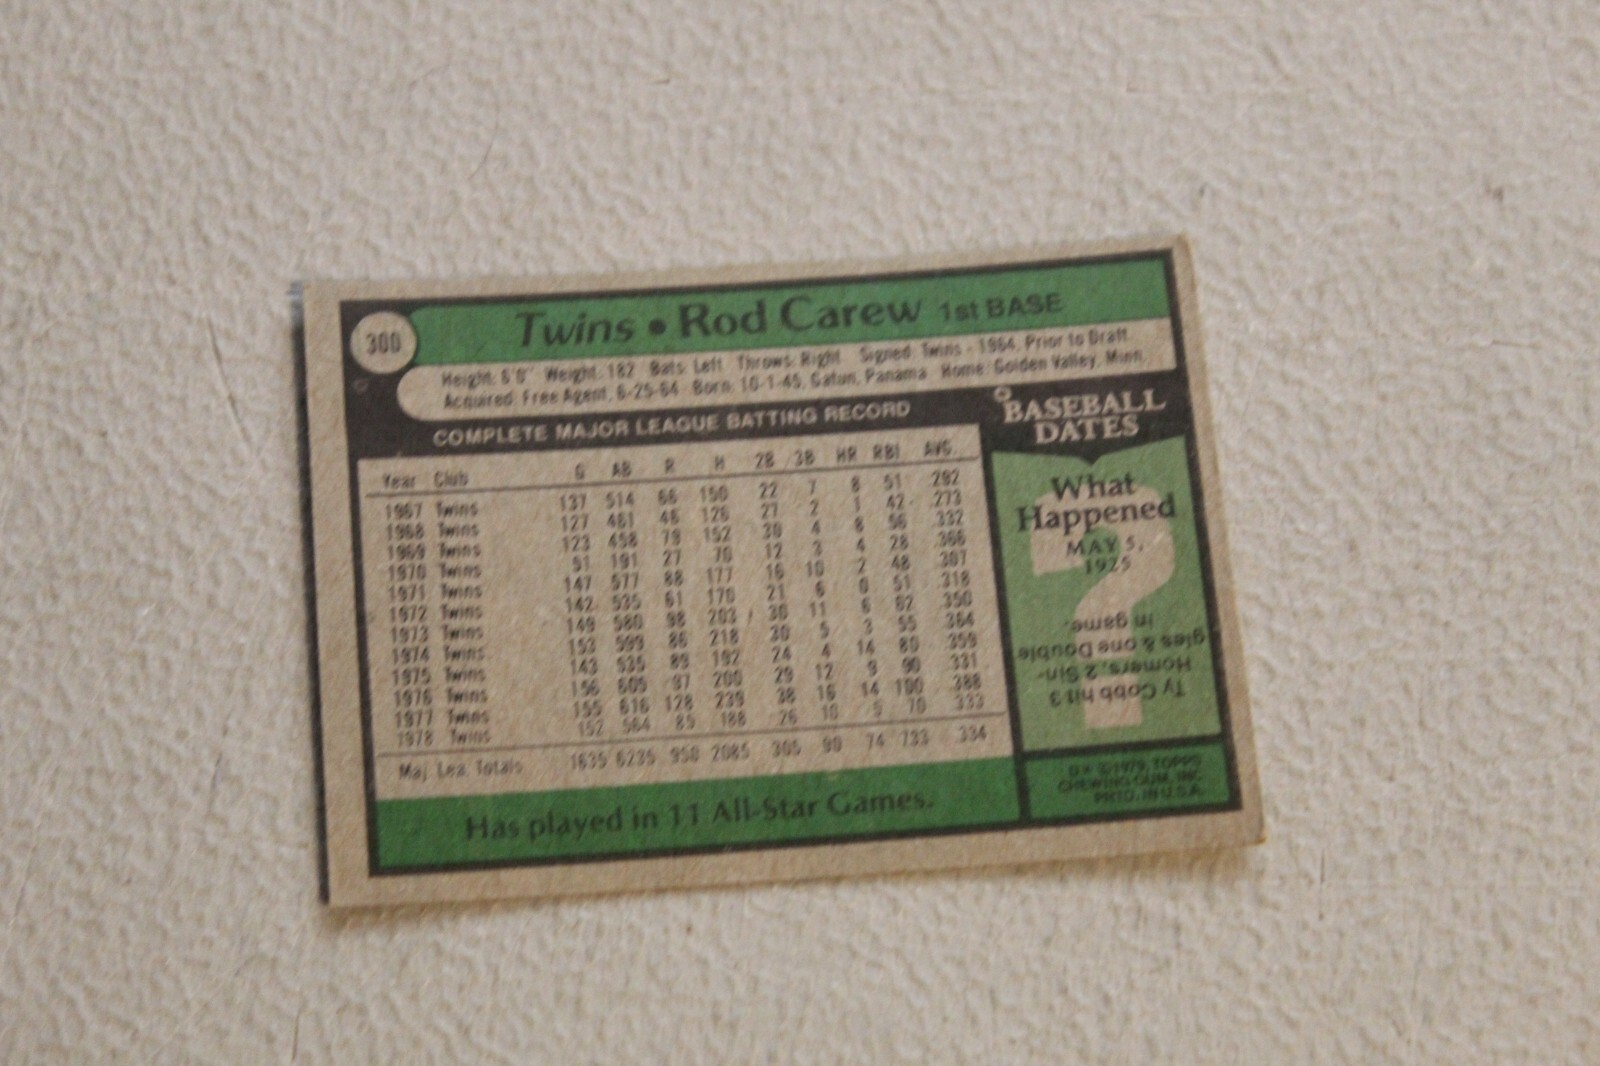 300
Twins • Rod Carew 1st BASE
Height: 6'0" Weight: 182 Bats: Left Throws: Right Signed: Twins - 1964, Prior to Draft
Acquired: Free Agent, 6-25-64 Born: 10-1-45, Gatun, Panama Home: Golden Valley, Minn.
COMPLETE MAJOR LEAGUE BATTING RECORD
Year Club G AB R H 2B 3B HR RBI AVG.
1967 Twins 137 514 66 150 22 7 8 51 .292
1968 Twins 127 461 46 126 27 2 1 42 .273
1969 Twins 123 458 79 152 30 4 8 56 .332
1970 Twins 51 191 27 70 12 3 4 28 .366
1971 Twins 147 577 88 177 16 10 2 48 .307
1972 Twins 142 535 61 170 21 6 0 51 .318
1973 Twins 149 580 98 203 30 11 6 62 .350
1974 Twins 153 599 86 218 30 5 3 55 .364
1975 Twins 143 535 89 192 24 4 14 80 .359
1976 Twins 156 605 97 200 29 12 9 90 .331
1977 Twins 155 616 128 239 38 16 14 100 .388
1978 Twins 152 564 85 188 26 10 5 70 .333
Maj. Lea. Totals 1635 6235 950 2085 305 90 74 733 .334
Has played in 11 All-Star Games.
BASEBALL
DATES
What
Happened
MAY 5,
1925
Ty Cobb hit 3
Homers, 2 Sin-
gles & one Double
in game.
© 1979, TOPPS
CHEWING GUM, INC.
PRTD. IN U.S.A.